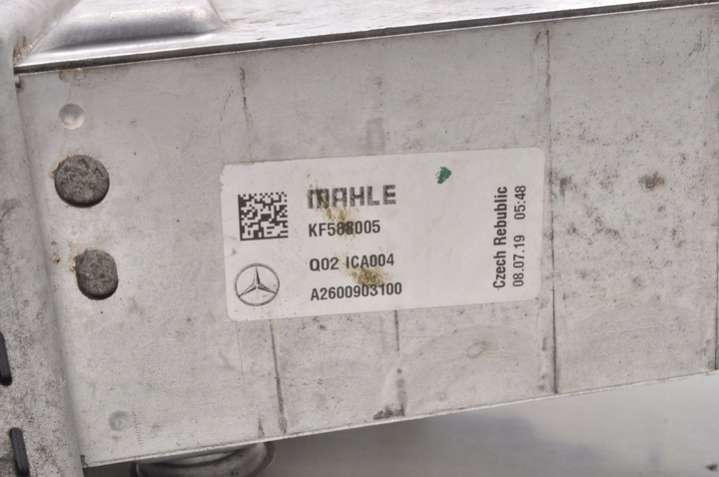 MAHLE
KF588005
Q02 ICA004
A2600903100
Czech Rebublic
08.07.19 05:48